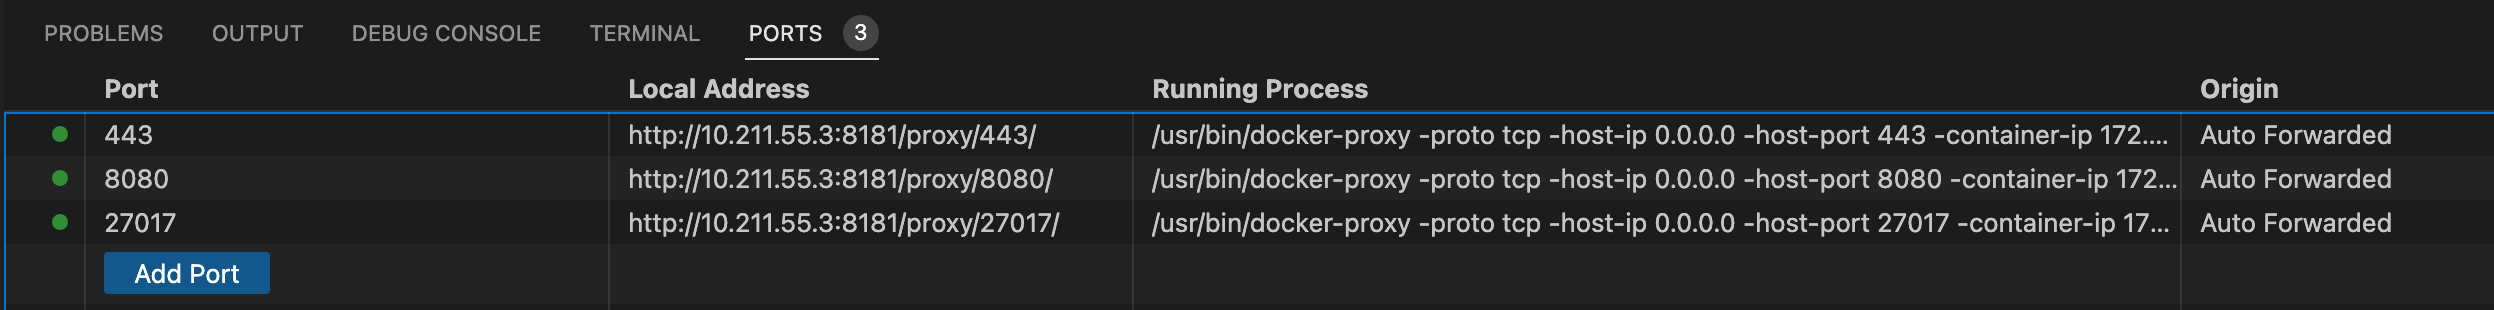 PROBLEMS OUTPUT DEBUG CONSOLE TERMINAL PORTS 3
Port Local Address Running Process Origin
443 http://10.211.55.3:8181/proxy/443/ /usr/bin/docker-proxy -proto tcp -host-ip 0.0.0.0 -host-port 443 -container-ip 172.... Auto Forwarded
8080 http://10.211.55.3:8181/proxy/8080/ /usr/bin/docker-proxy -proto tcp -host-ip 0.0.0.0 -host-port 8080 -container-ip 172... Auto Forwarded
27017 http://10.211.55.3:8181/proxy/27017/ /usr/bin/docker-proxy -proto tcp -host-ip 0.0.0.0 -host-port 27017 -container-ip 17... Auto Forwarded
Add Port